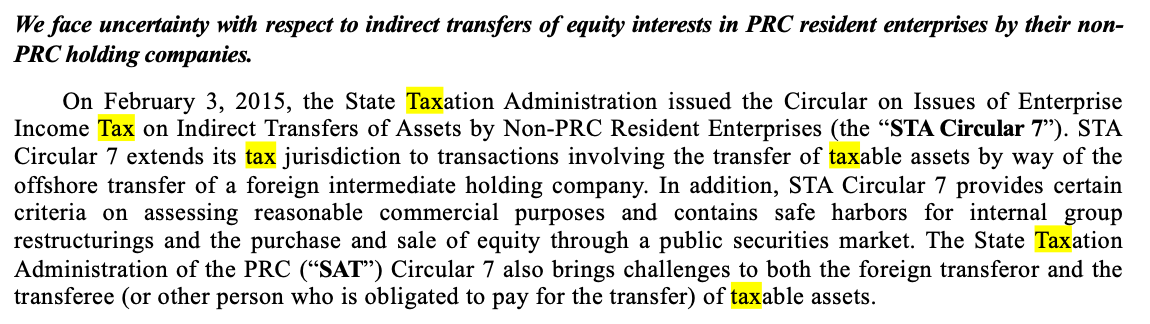 We face uncertainty with respect to indirect transfers of equity interests in PRC resident enterprises by their non-
PRC holding companies.
On February 3, 2015, the State Taxation Administration issued the Circular on Issues of Enterprise
Income Tax on Indirect Transfers of Assets by Non-PRC Resident Enterprises (the “STA Circular 7”). STA
Circular 7 extends its tax jurisdiction to transactions involving the transfer of taxable assets by way of the
offshore transfer of a foreign intermediate holding company. In addition, STA Circular 7 provides certain
criteria on assessing reasonable commercial purposes and contains safe harbors for internal group
restructurings and the purchase and sale of equity through a public securities market. The State Taxation
Administration of the PRC (“SAT”) Circular 7 also brings challenges to both the foreign transferor and the
transferee (or other person who is obligated to pay for the transfer) of taxable assets.